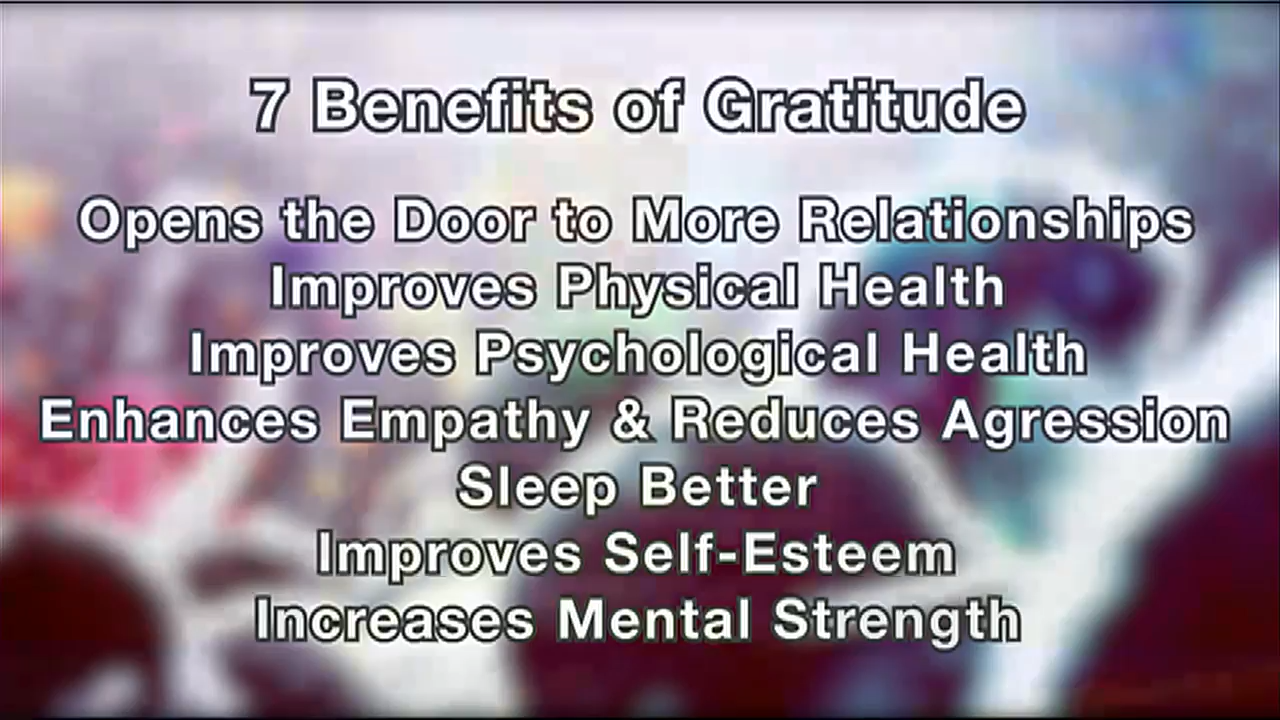 7 Benefits of Gratitude
Opens the Door to More Relationships
Improves Physical Health
Improves Psychological Health
Enhances Empathy & Reduces Agression
Sleep Better
Improves Self-Esteem
Increases Mental Strength